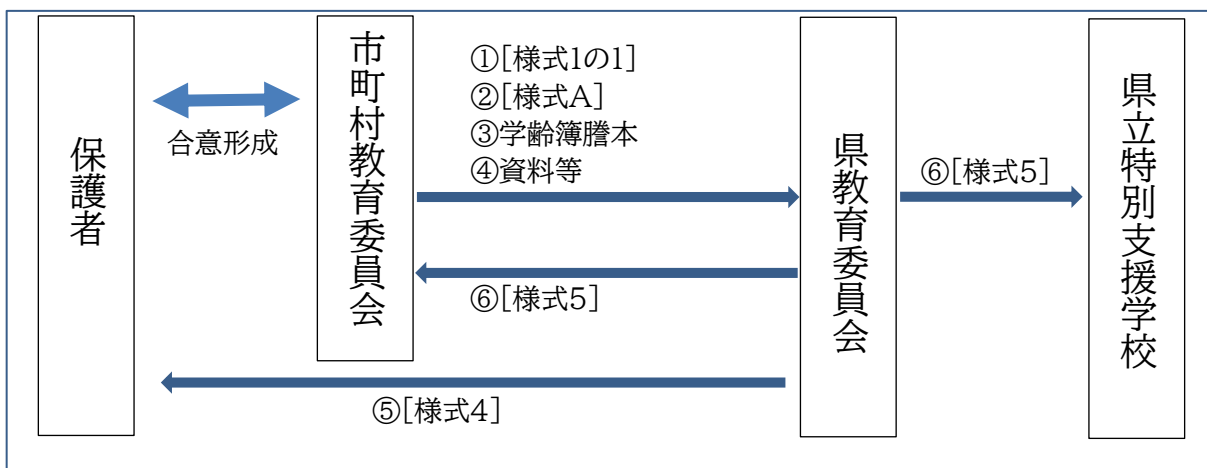 保護者
合意形成
市町村教育委員会
①[様式1の1]
②[様式A]
③学齢簿謄本
④資料等
⑥[様式5]
⑤[様式4]
県教育委員会
⑥[様式5]
県立特別支援学校